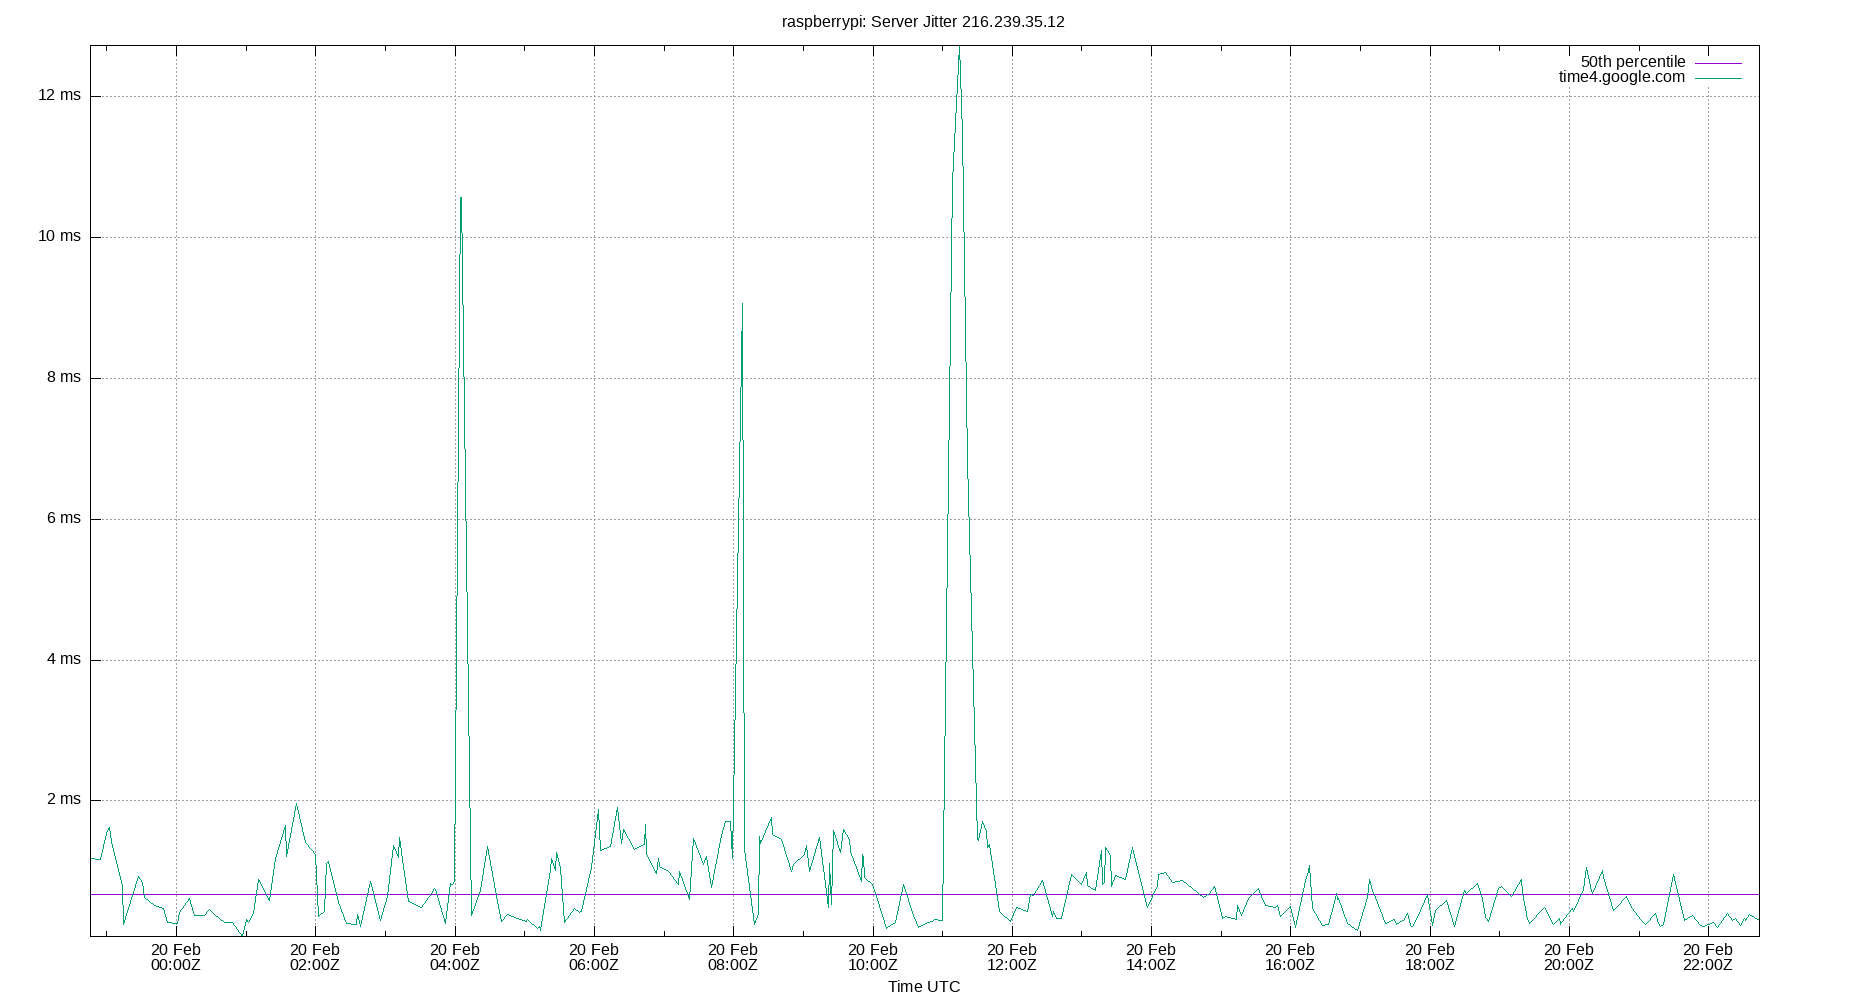 raspberrypi: Server Jitter 216.239.35.12
50th percentile
time4.google.com
12 ms
10 ms
8 ms
6 ms
4 ms
2 ms
20 Feb 20 Feb 20 Feb 20 Feb 20 Feb 20 Feb 20 Feb 20 Feb 20 Feb 20 Feb 20 Feb 20 Feb
00:00Z 02:00Z 04:00Z 06:00Z 08:00Z 10:00Z 12:00Z 14:00Z 16:00Z 18:00Z 20:00Z 22:00Z
Time UTC